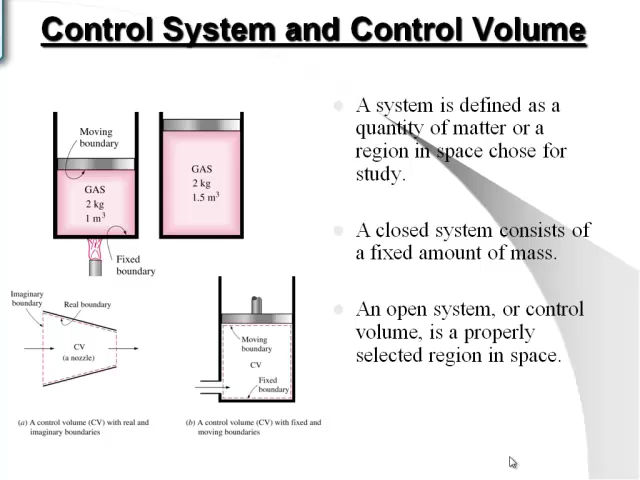 Control System and Control Volume
Moving
boundary
GAS
2 kg
1 m³
GAS
2 kg
1.5 m³
Fixed
boundary
Imaginary
boundary
Real boundary
CV
(a nozzle)
Moving
boundary
CV
Fixed
boundary
(a) A control volume (CV) with real and
imaginary boundaries
(b) A control volume (CV) with fixed and
moving boundaries
A system is defined as a
quantity of matter or a
region in space chose for
study.
A closed system consists of
a fixed amount of mass.
An open system, or control
volume, is a properly
selected region in space.